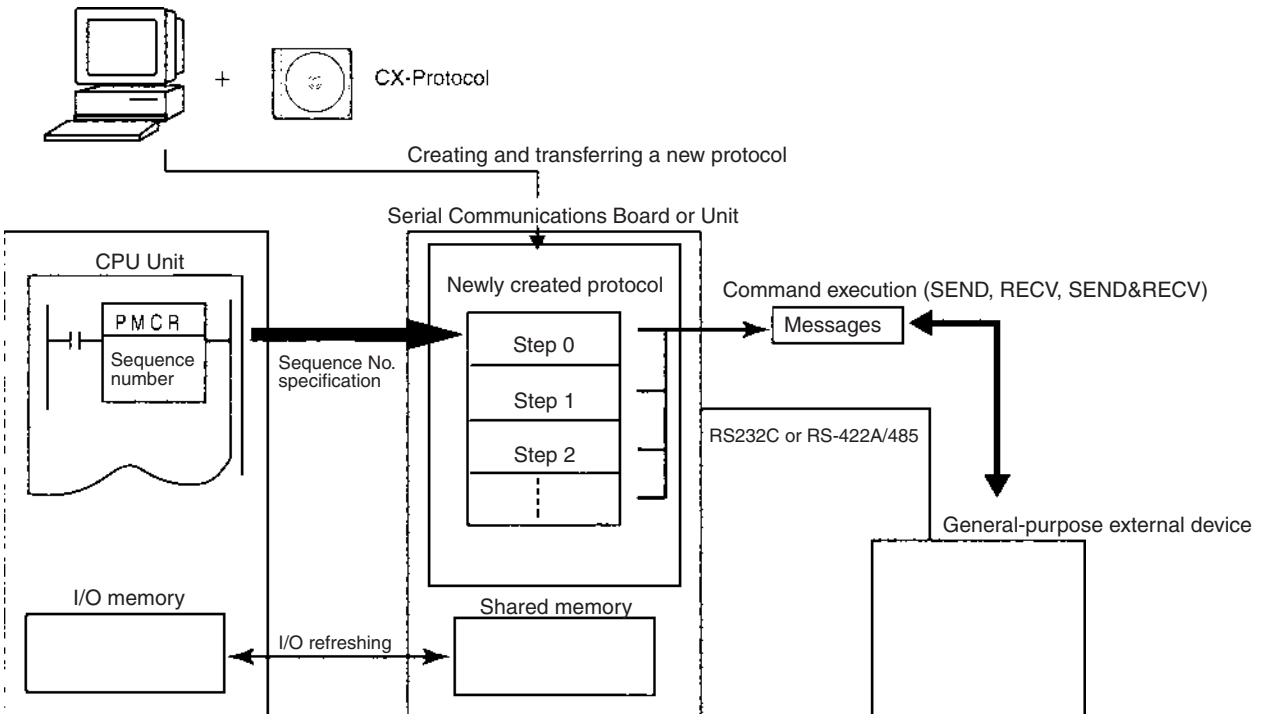 +
CX-Protocol
Creating and transferring a new protocol
Serial Communications Board or Unit
CPU Unit
PMCR
Sequence
number
Sequence No.
specification
Newly created protocol
Step 0
Step 1
Step 2
Command execution (SEND, RECV, SEND&RECV)
Messages
RS232C or RS-422A/485
General-purpose external device
I/O memory
I/O refreshing
Shared memory